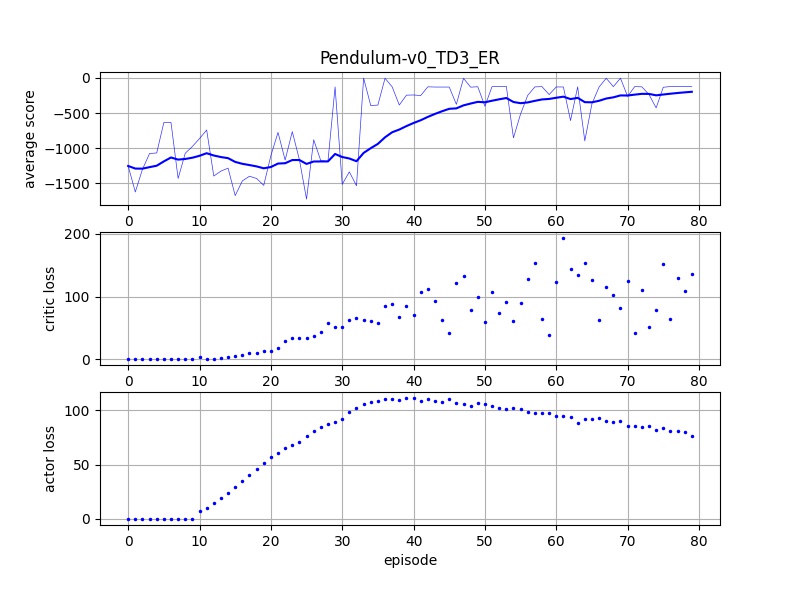 Pendulum-v0_TD3_ER
0
−500
−1000
−1500
average score
0 10 20 30 40 50 60 70 80
200
100
0
critic loss
0 10 20 30 40 50 60 70 80
100
50
0
actor loss
0 10 20 30 40 50 60 70 80
episode